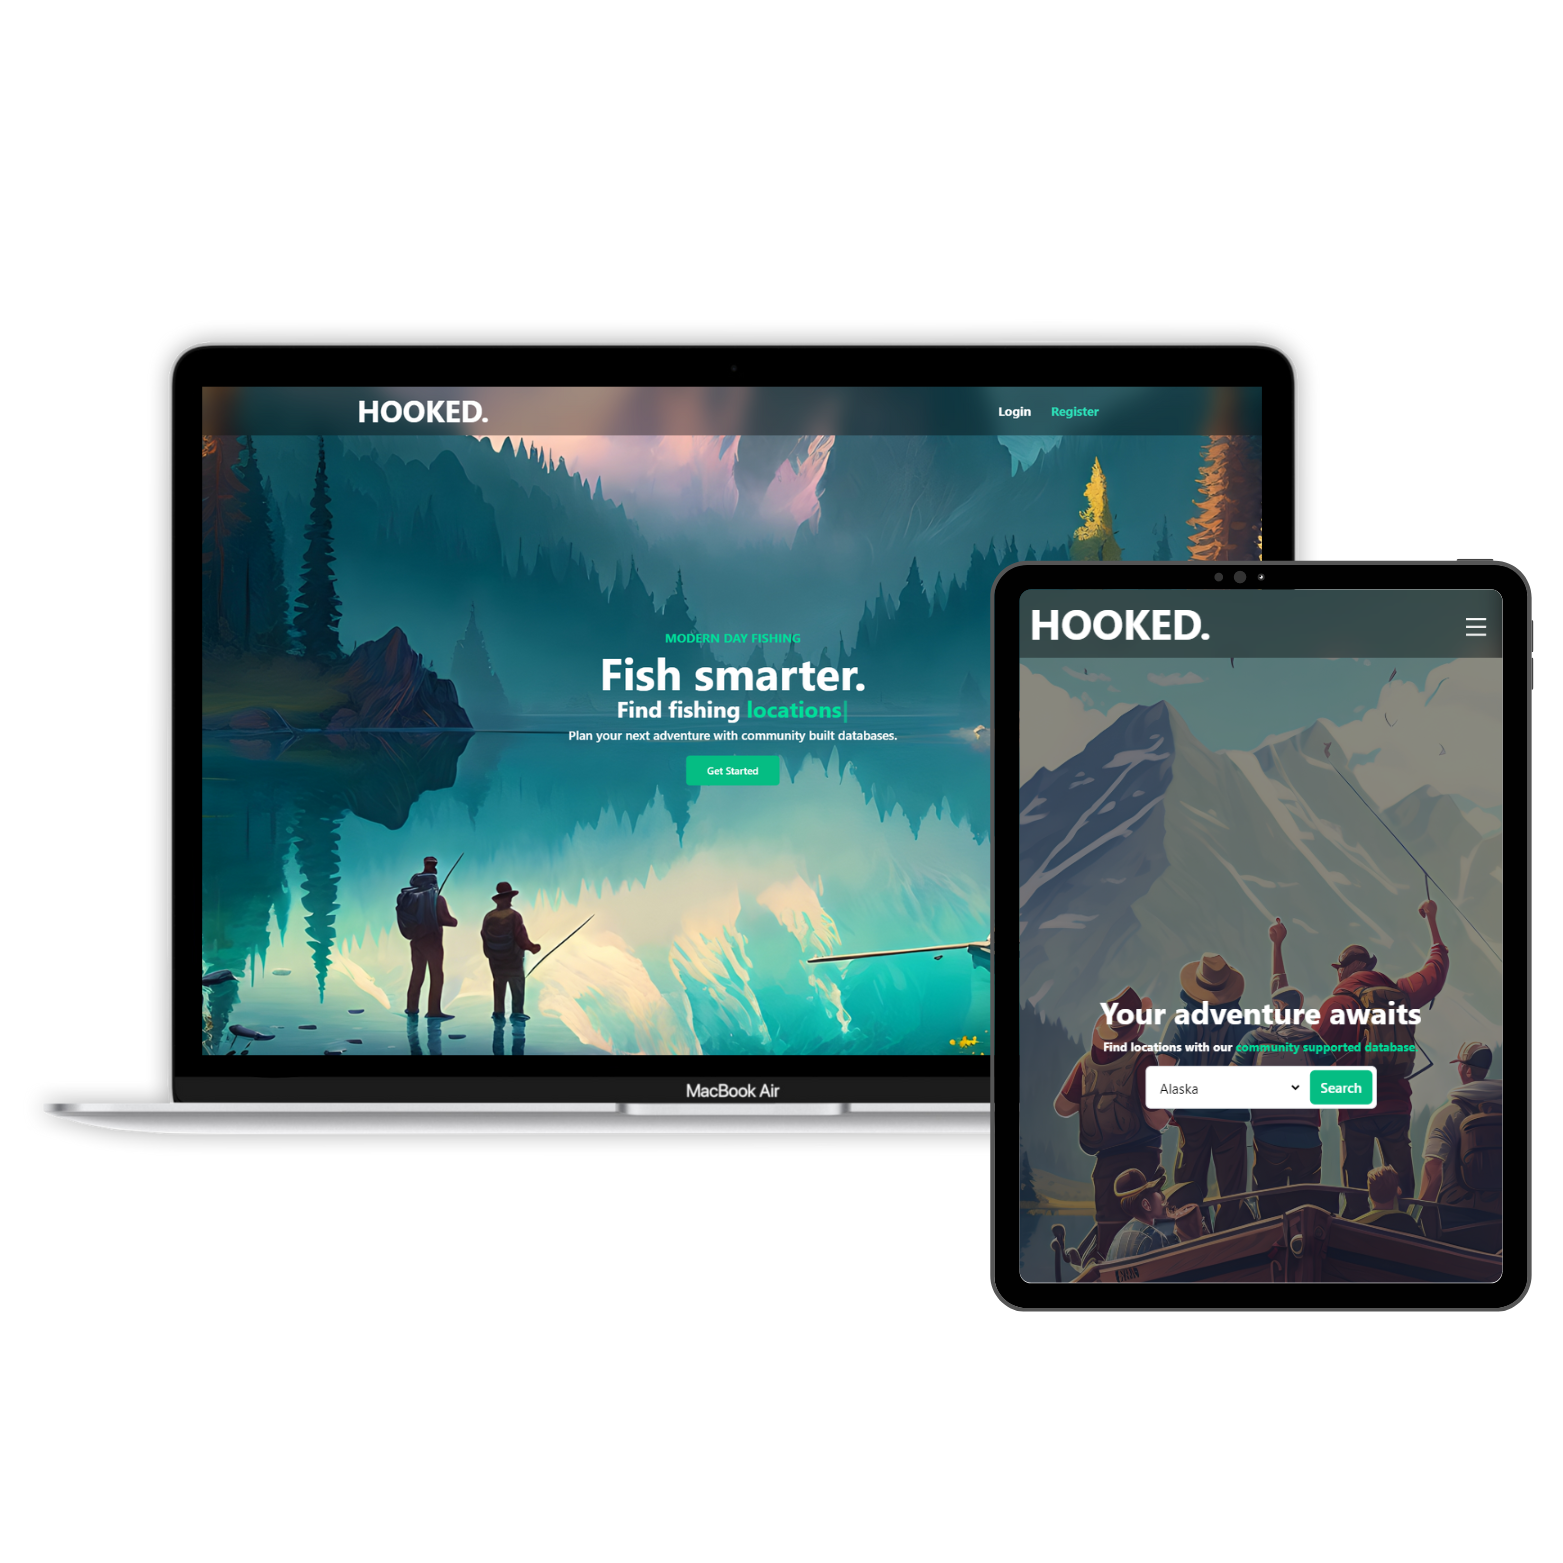 HOOKED.
Login
Register
MODERN DAY FISHING
Fish smarter.
Find fishing locations|
Plan your next adventure with community built databases.
Get Started
MacBook Air
HOOKED.
Your adventure awaits
Find locations with our community supported database.
Alaska
Search